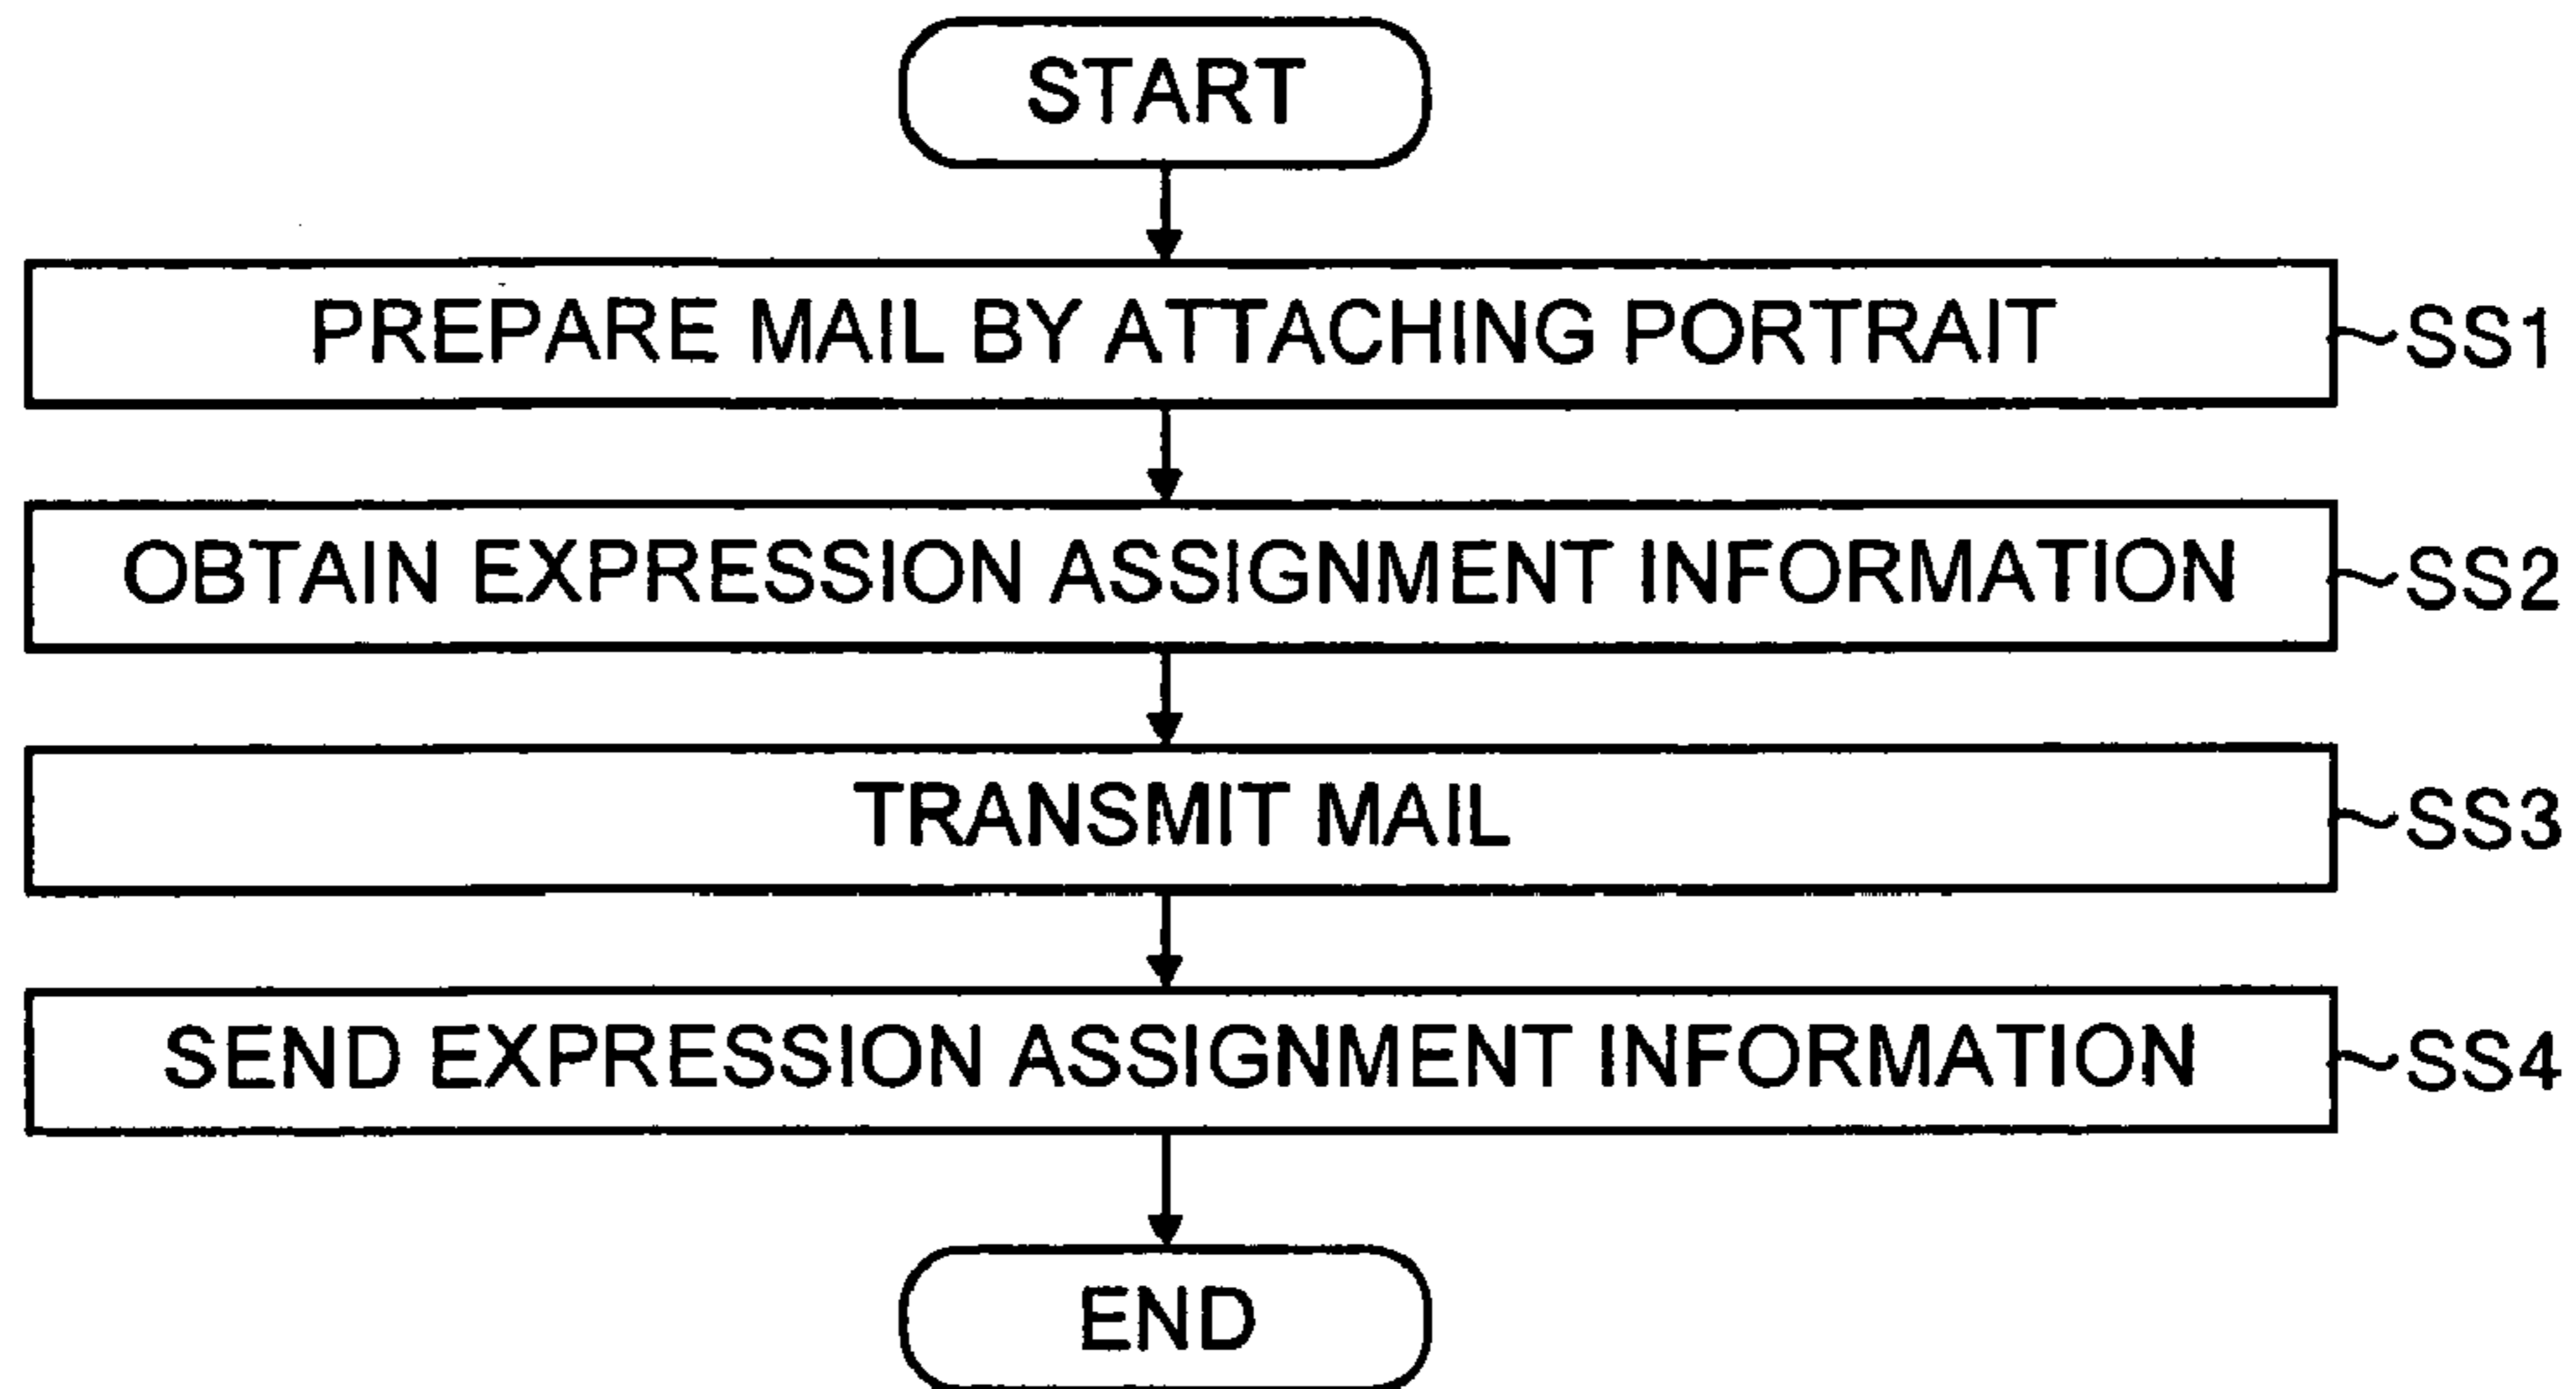 START
PREPARE MAIL BY ATTACHING PORTRAIT ~SS1
OBTAIN EXPRESSION ASSIGNMENT INFORMATION ~SS2
TRANSMIT MAIL ~SS3
SEND EXPRESSION ASSIGNMENT INFORMATION ~SS4
END